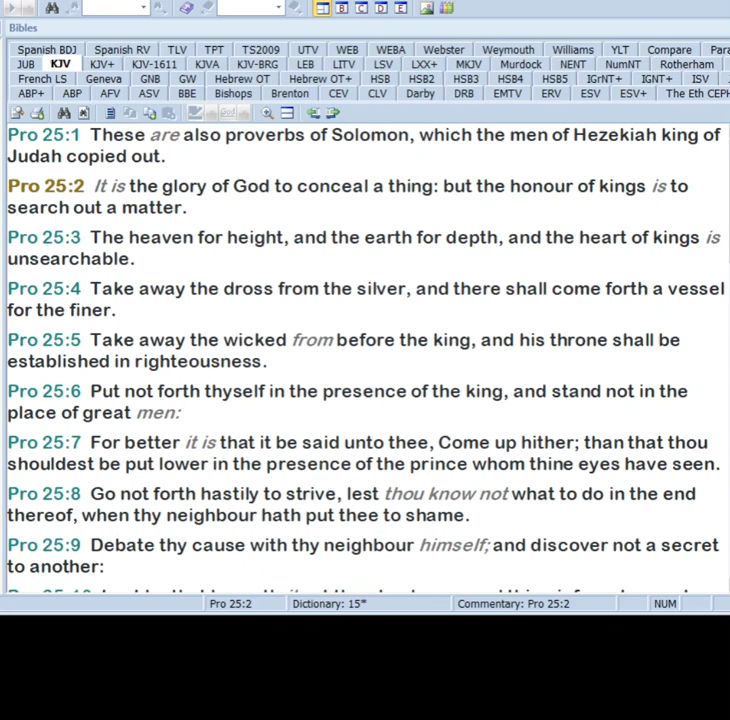 B C D E
Bibles
Spanish BDJ Spanish RV TLV TPT TS2009 UTV WEB WEBA Webster Weymouth Williams YLT Compare Para
JUB KJV KJV+ KJV-1611 KJVA KJV-BRG LEB LITV LSV LXX+ MKJV Murdock NENT NumNT Rotherham
French LS Geneva GNB GW Hebrew OT Hebrew OT+ HSB HSB2 HSB3 HSB4 HSB5 IGrNT+ IGNT+ ISV
ABP+ ABP AFV ASV BBE Bishops Brenton CEV CLV Darby DRB EMTV ERV ESV ESV+ The Eth CEPH
Pro 25:1 These are also proverbs of Solomon, which the men of Hezekiah king of
Judah copied out.
Pro 25:2 It is the glory of God to conceal a thing: but the honour of kings is to
search out a matter.
Pro 25:3 The heaven for height, and the earth for depth, and the heart of kings is
unsearchable.
Pro 25:4 Take away the dross from the silver, and there shall come forth a vessel
for the finer.
Pro 25:5 Take away the wicked from before the king, and his throne shall be
established in righteousness.
Pro 25:6 Put not forth thyself in the presence of the king, and stand not in the
place of great men:
Pro 25:7 For better it is that it be said unto thee, Come up hither; than that thou
shouldest be put lower in the presence of the prince whom thine eyes have seen.
Pro 25:8 Go not forth hastily to strive, lest thou know not what to do in the end
thereof, when thy neighbour hath put thee to shame.
Pro 25:9 Debate thy cause with thy neighbour himself; and discover not a secret
to another:
Pro 25:2 Dictionary: 15* Commentary: Pro 25:2 NUM